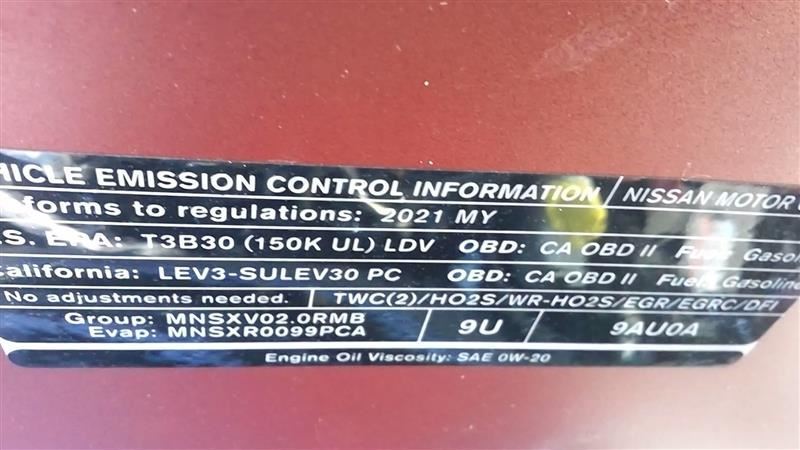 HICLE EMISSION CONTROL INFORMATION / NISSAN MOTOR
forms to regulations: 2021 MY
.S. EPA: T3B30 (150K UL) LDV OBD: CA OBD II Fuel: Gasol
alifornia: LEV3-SULEV30 PC OBD: CA OBD II Fuel: Gasoline
No adjustments needed. TWC(2)/HO2S/WR-HO2S/EGR/EGRC/DFI
Group: MNSXV02.0RMB 9U 9AU0A
Evap: MNSXR0099PCA
Engine Oil Viscosity: SAE 0W-20